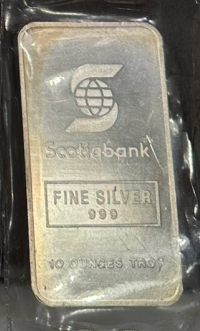 Scotiabank
FINE SILVER
999
10 OUNCES TROY